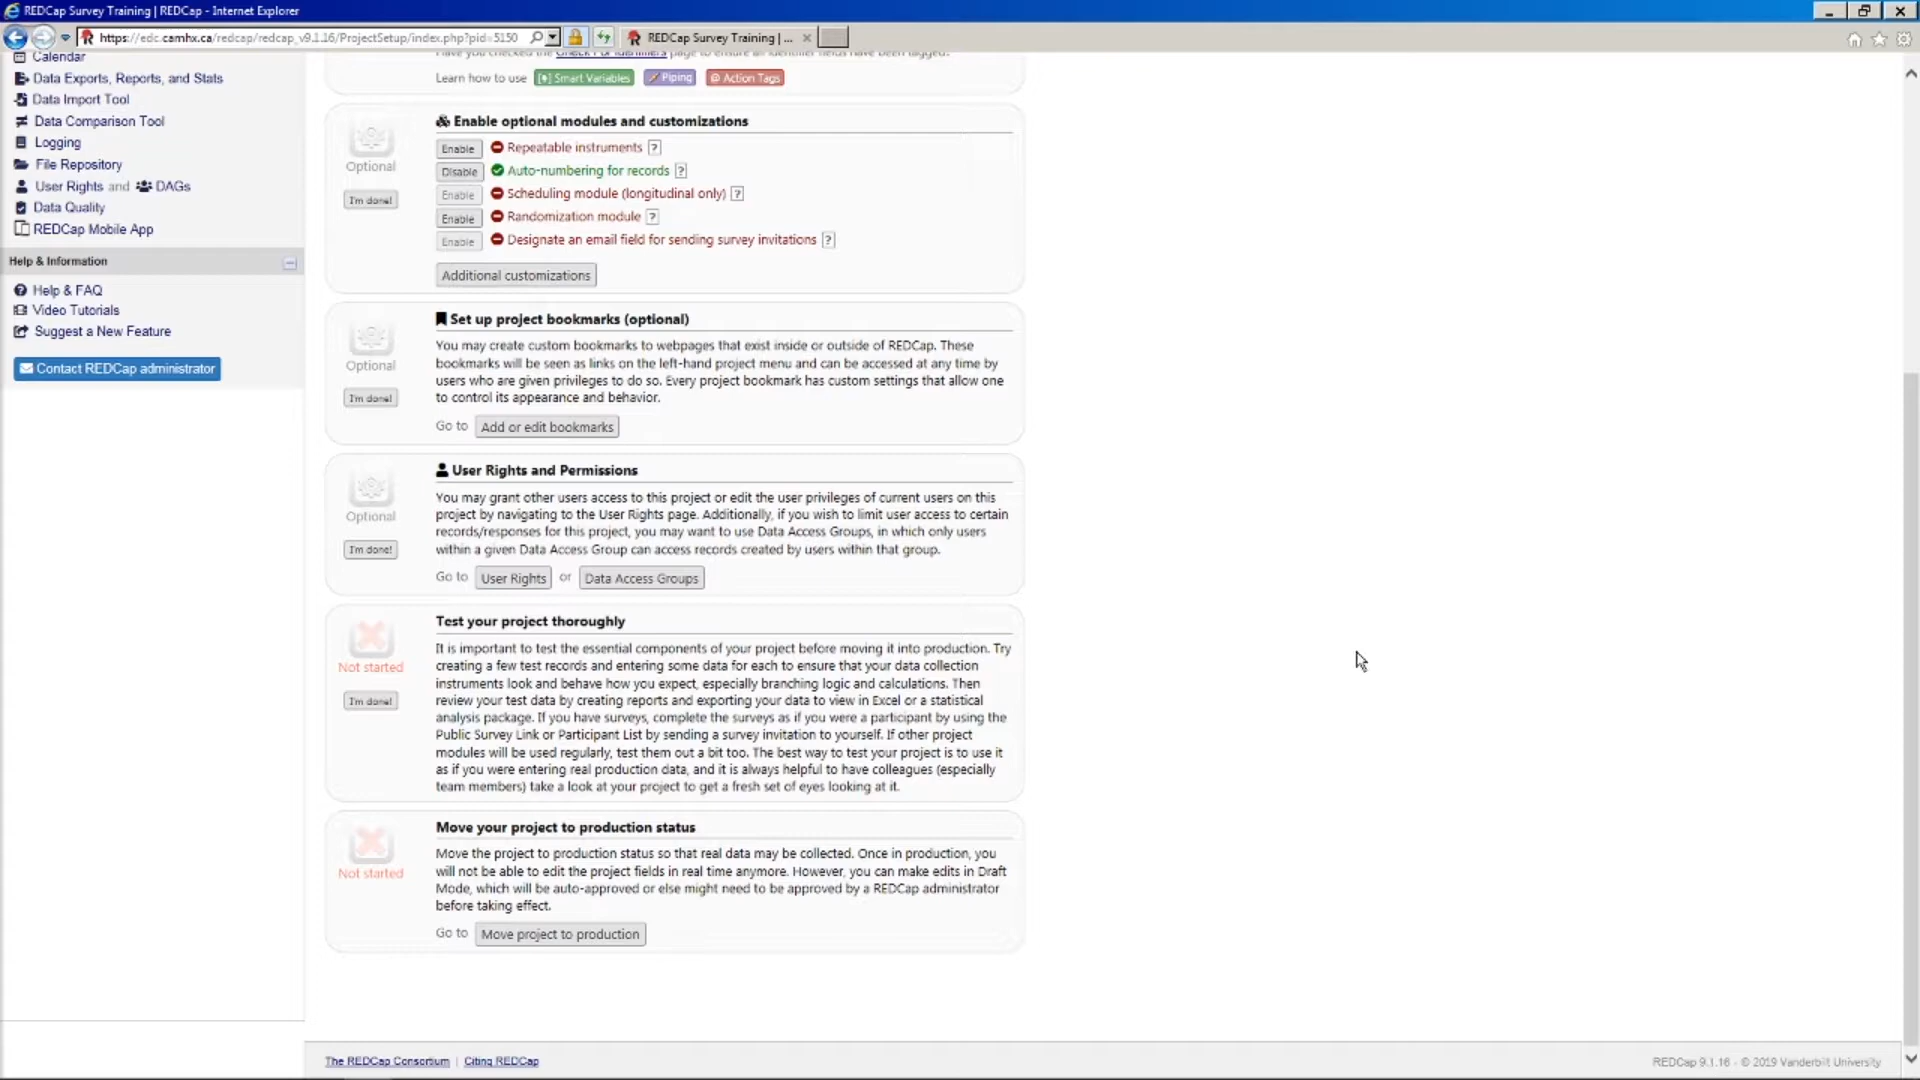 REDCap Survey Training | REDCap - Internet Explorer
https://edc.camhx.ca/redcap/redcap_v9.1.16/ProjectSetup/index.php?pid=5150
REDCap Survey Training | ...
Calendar
Data Exports, Reports, and Stats
Data Import Tool
Data Comparison Tool
Logging
File Repository
User Rights and DAGs
Data Quality
REDCap Mobile App
Help & Information
Help & FAQ
Video Tutorials
Suggest a New Feature
Contact REDCap administrator
Have you checked the Check For Identifiers page to ensure all identifier fields have been tagged?
Learn how to use [•] Smart Variables Piping @ Action Tags
Optional
I'm done!
Enable optional modules and customizations
Enable Repeatable instruments ?
Disable Auto-numbering for records ?
Enable Scheduling module (longitudinal only) ?
Enable Randomization module ?
Enable Designate an email field for sending survey invitations ?
Additional customizations
Optional
I'm done!
Set up project bookmarks (optional)
You may create custom bookmarks to webpages that exist inside or outside of REDCap. These
bookmarks will be seen as links on the left-hand project menu and can be accessed at any time by
users who are given privileges to do so. Every project bookmark has custom settings that allow one
to control its appearance and behavior.
Go to Add or edit bookmarks
Optional
I'm done!
User Rights and Permissions
You may grant other users access to this project or edit the user privileges of current users on this
project by navigating to the User Rights page. Additionally, if you wish to limit user access to certain
records/responses for this project, you may want to use Data Access Groups, in which only users
within a given Data Access Group can access records created by users within that group.
Go to User Rights or Data Access Groups
Not started
I'm done!
Test your project thoroughly
It is important to test the essential components of your project before moving it into production. Try
creating a few test records and entering some data for each to ensure that your data collection
instruments look and behave how you expect, especially branching logic and calculations. Then
review your test data by creating reports and exporting your data to view in Excel or a statistical
analysis package. If you have surveys, complete the surveys as if you were a participant by using the
Public Survey Link or Participant List by sending a survey invitation to yourself. If other project
modules will be used regularly, test them out a bit too. The best way to test your project is to use it
as if you were entering real production data, and it is always helpful to have colleagues (especially
team members) take a look at your project to get a fresh set of eyes looking at it.
Not started
Move your project to production status
Move the project to production status so that real data may be collected. Once in production, you
will not be able to edit the project fields in real time anymore. However, you can make edits in Draft
Mode, which will be auto-approved or else might need to be approved by a REDCap administrator
before taking effect.
Go to Move project to production
The REDCap Consortium | Citing REDCap
REDCap 9.1.16 - © 2019 Vanderbilt University